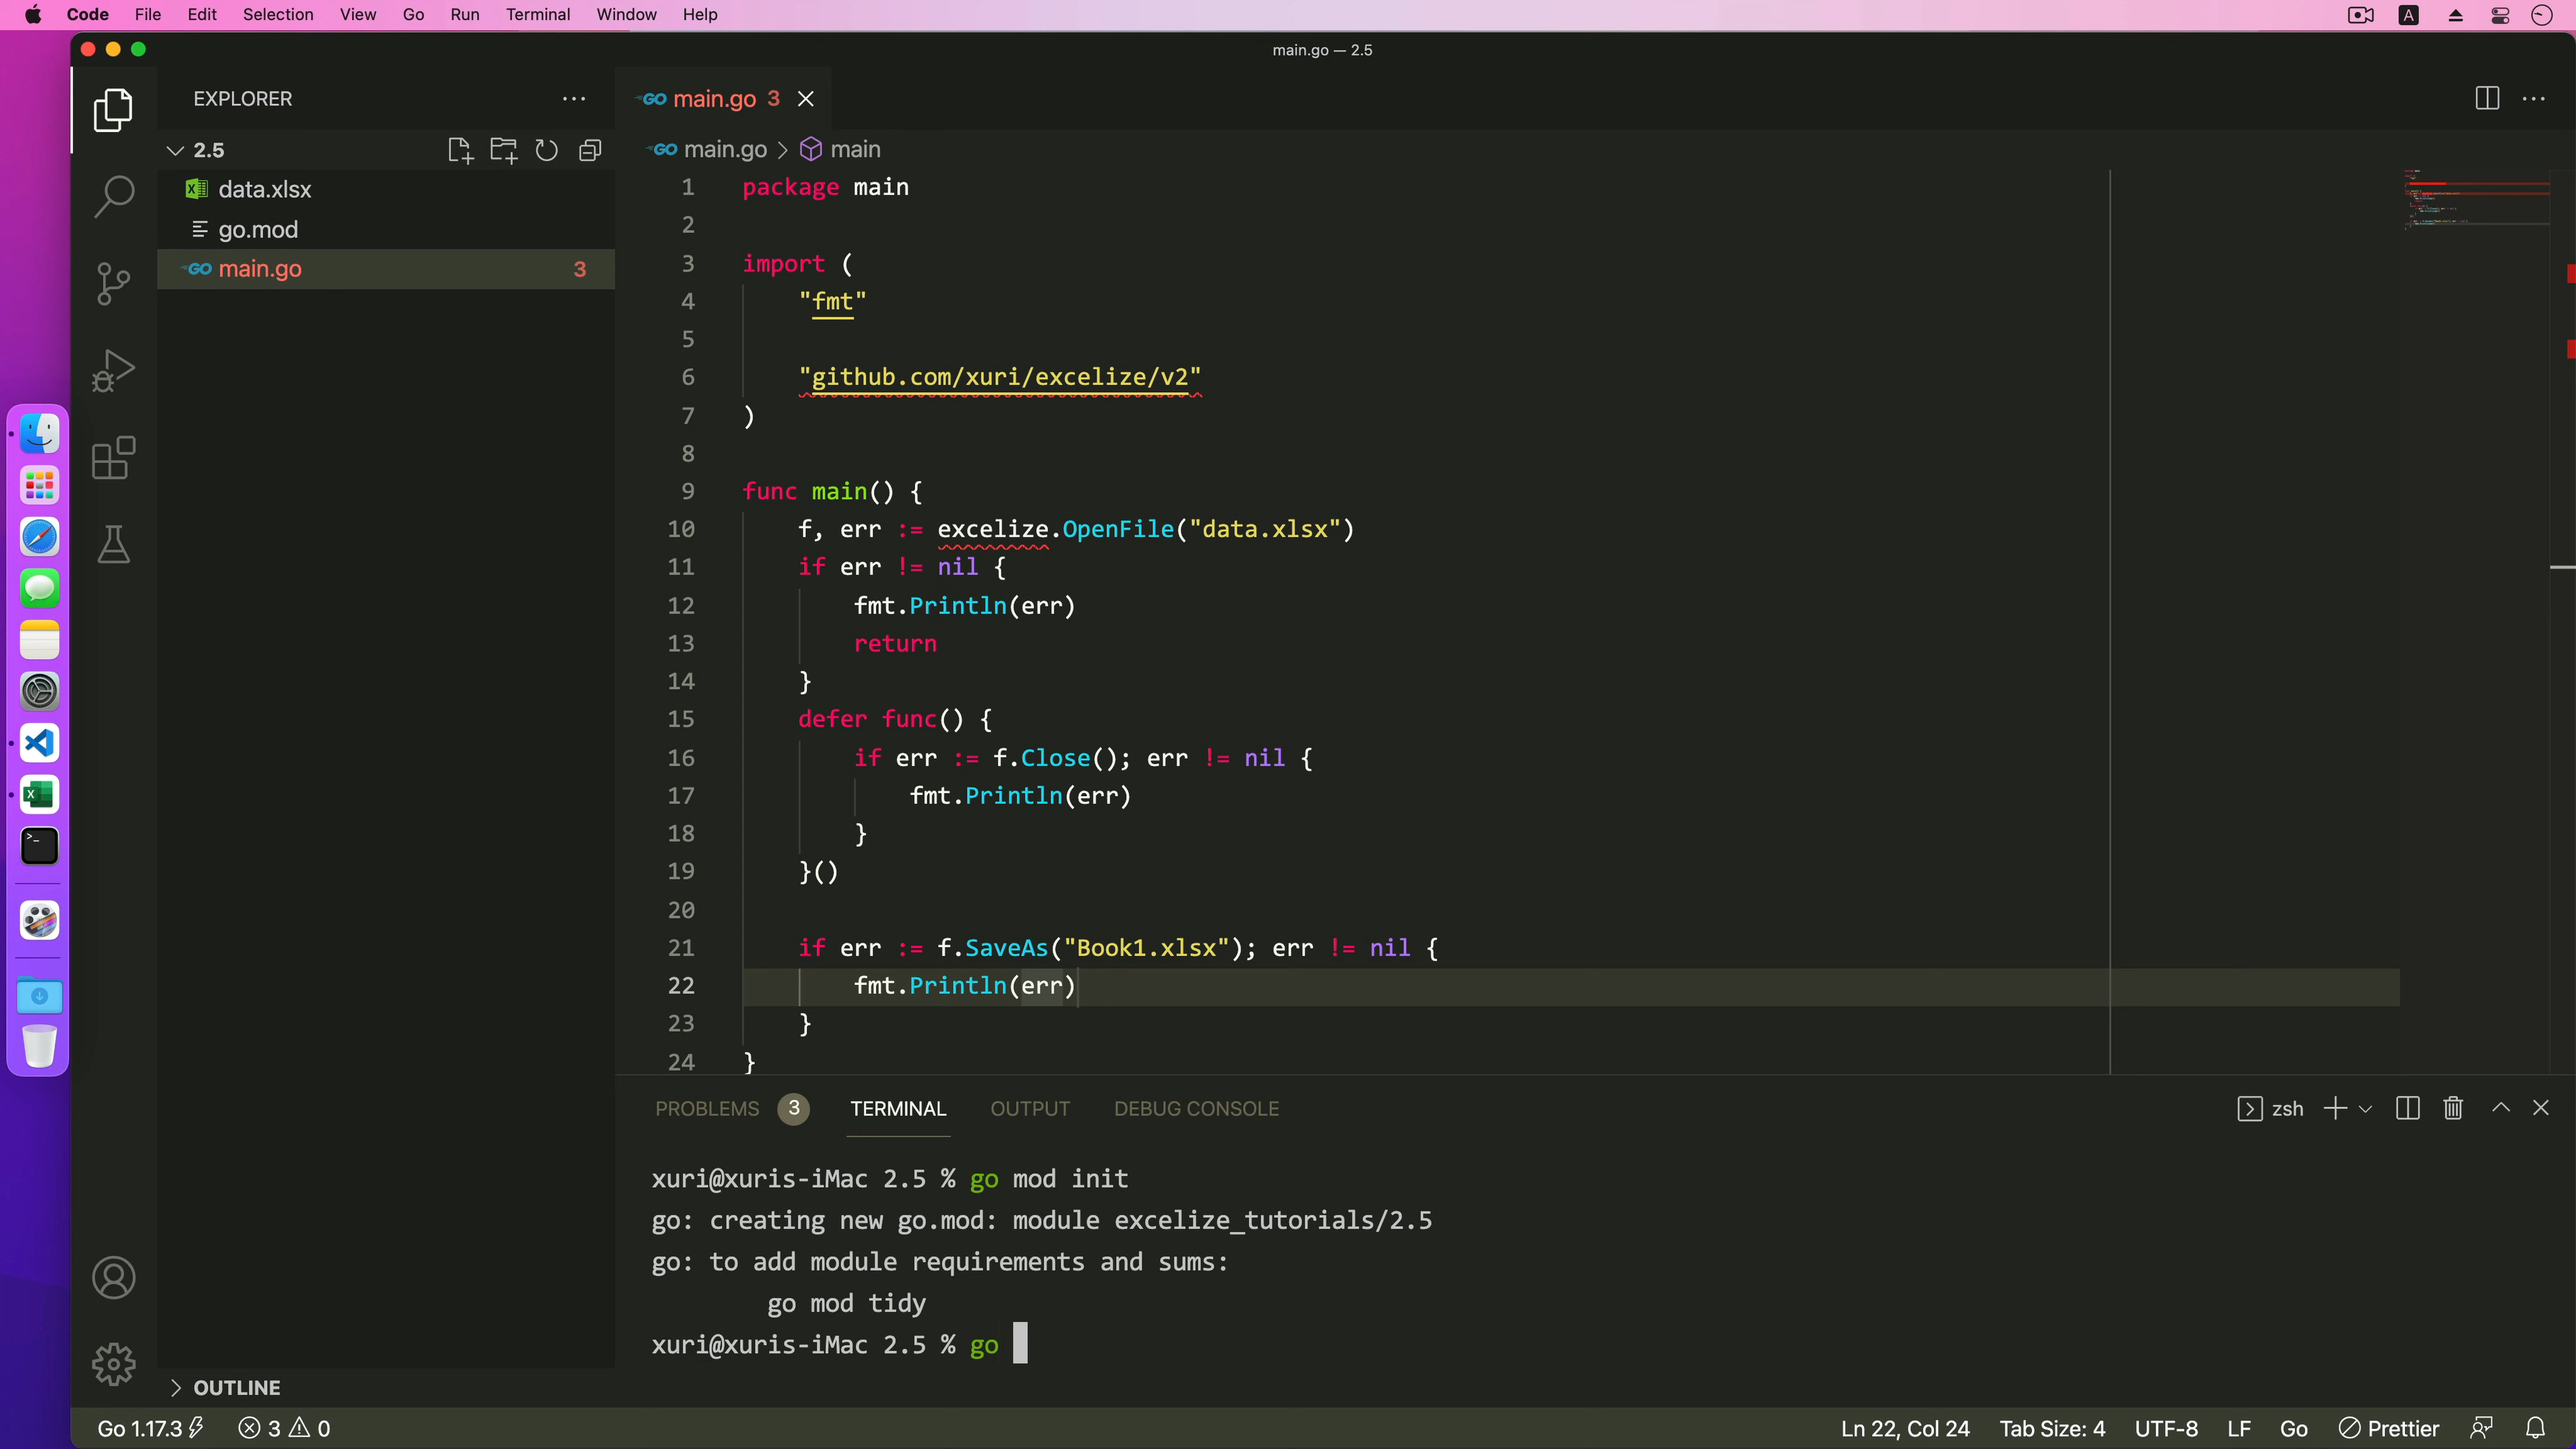 Code File Edit Selection View Go Run Terminal Window Help
A
main.go — 2.5
EXPLORER
GO main.go 3
2.5
GO main.go > main
data.xlsx
go.mod
GO main.go 3
1 package main
2
3 import (
4 "fmt"
5
6 "github.com/xuri/excelize/v2"
7 )
8
9 func main() {
10 f, err := excelize.OpenFile("data.xlsx")
11 if err != nil {
12 fmt.Println(err)
13 return
14 }
15 defer func() {
16 if err := f.Close(); err != nil {
17 fmt.Println(err)
18 }
19 }()
20
21 if err := f.SaveAs("Book1.xlsx"); err != nil {
22 fmt.Println(err)
23 }
24 }
PROBLEMS 3 TERMINAL OUTPUT DEBUG CONSOLE
zsh
xuri@xuris-iMac 2.5 % go mod init
go: creating new go.mod: module excelize_tutorials/2.5
go: to add module requirements and sums:
go mod tidy
xuri@xuris-iMac 2.5 % go
OUTLINE
Go 1.17.3 3 0
Ln 22, Col 24 Tab Size: 4 UTF-8 LF Go Prettier